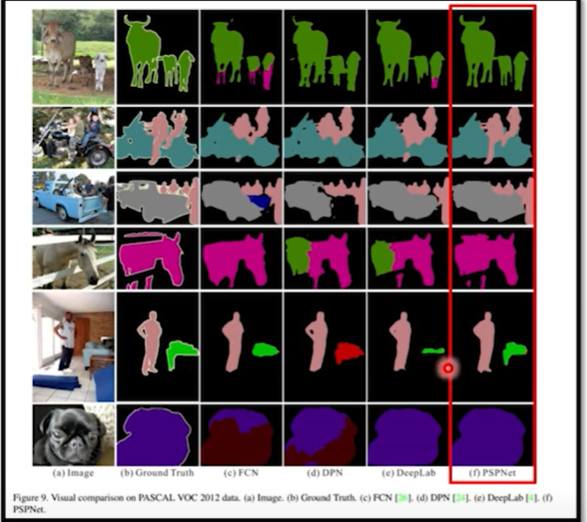 (a) Image (b) Ground Truth (c) FCN (d) DPN (e) DeepLab (f) PSPNet
Figure 9. Visual comparison on PASCAL VOC 2012 data. (a) Image. (b) Ground Truth. (c) FCN [26]. (d) DPN [24]. (e) DeepLab [4]. (f)
PSPNet.